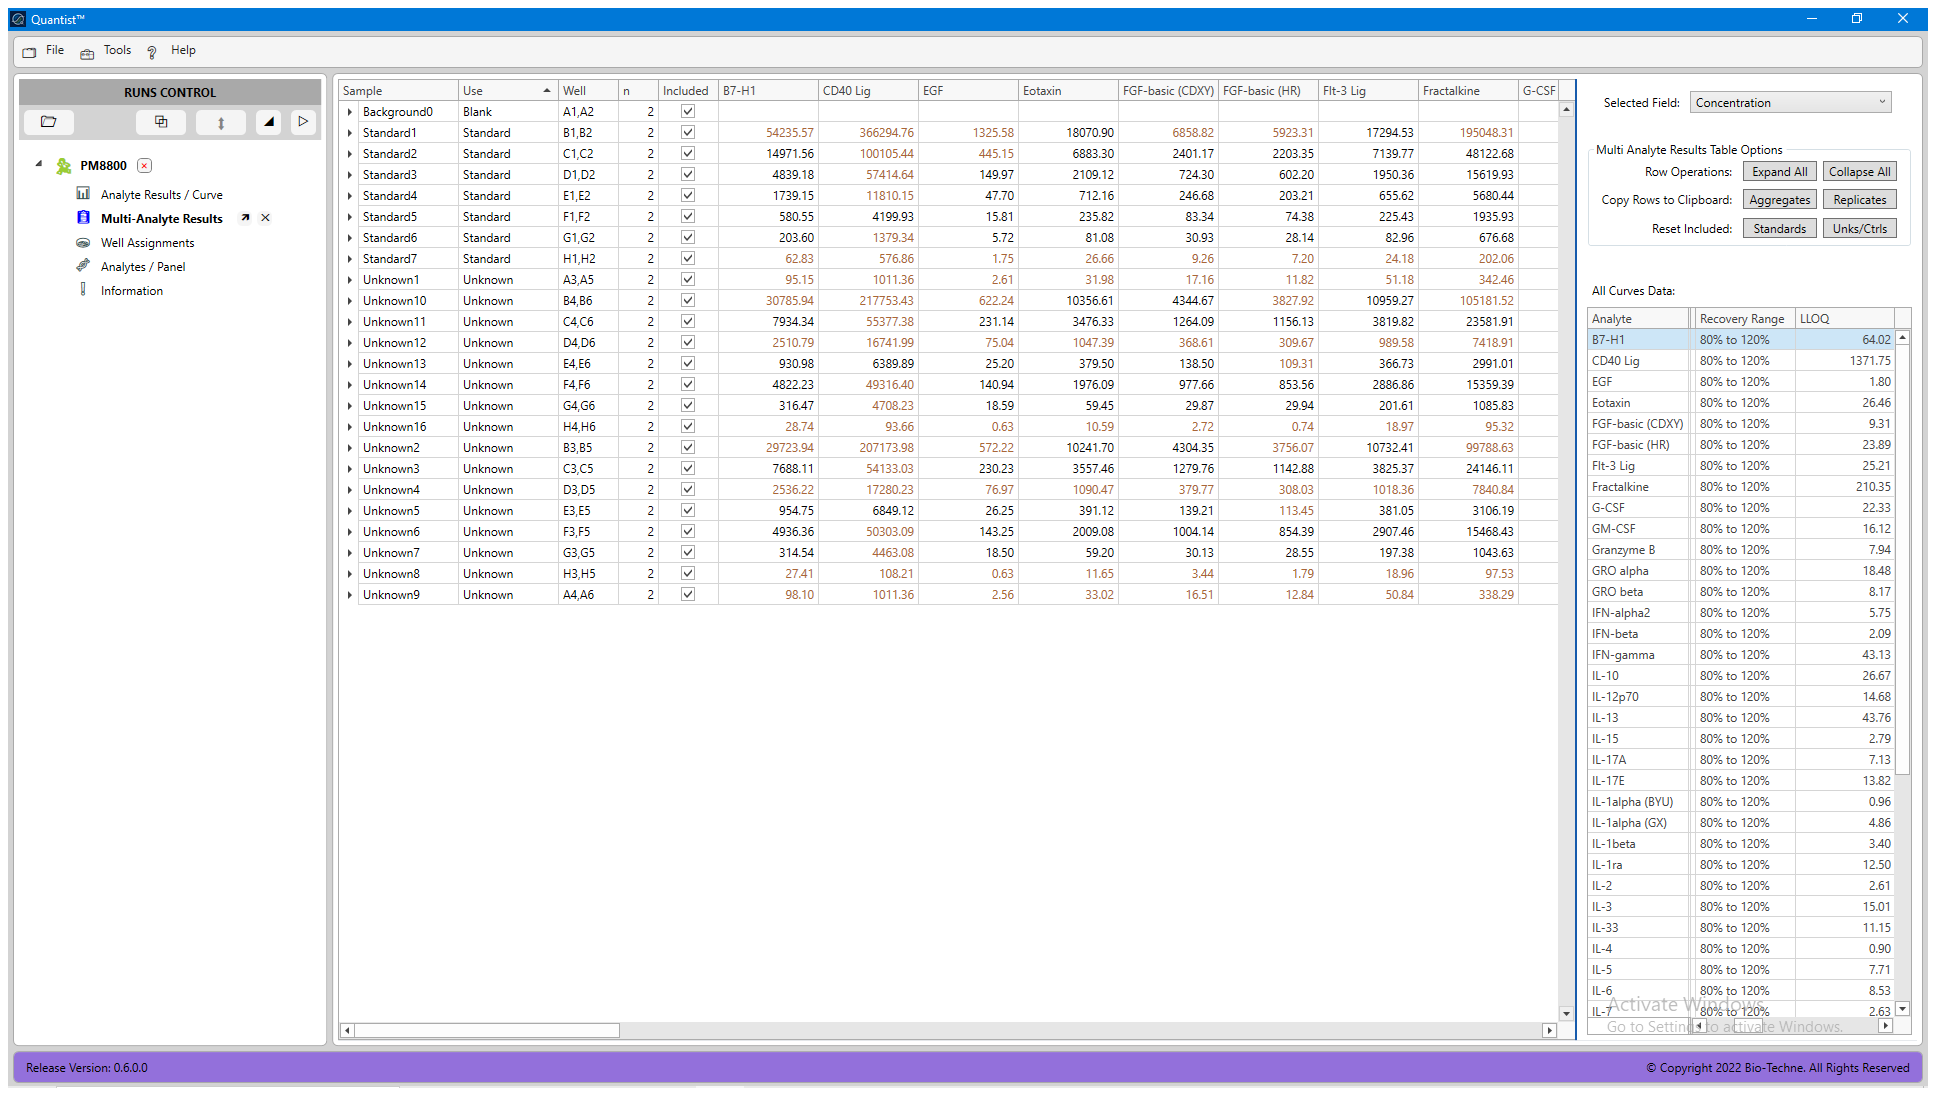 Quantist™
File Tools Help
RUNS CONTROL
PM8800
Analyte Results / Curve
Multi-Analyte Results
Well Assignments
Analytes / Panel
Information
Sample Use Well n Included B7-H1 CD40 Lig EGF Eotaxin FGF-basic (CDXY) FGF-basic (HR) Flt-3 Lig Fractalkine G-CSF
Background0 Blank A1,A2 2
Standard1 Standard B1,B2 2 54235.57 366294.76 1325.58 18070.90 6858.82 5923.31 17294.53 195048.31
Standard2 Standard C1,C2 2 14971.56 100105.44 445.15 6883.30 2401.17 2203.35 7139.77 48122.68
Standard3 Standard D1,D2 2 4839.18 57414.64 149.97 2109.12 724.30 602.20 1950.36 15619.93
Standard4 Standard E1,E2 2 1739.15 11810.15 47.70 712.16 246.68 203.21 655.62 5680.44
Standard5 Standard F1,F2 2 580.55 4199.93 15.81 235.82 83.34 74.38 225.43 1935.93
Standard6 Standard G1,G2 2 203.60 1379.34 5.72 81.08 30.93 28.14 82.96 676.68
Standard7 Standard H1,H2 2 62.83 576.86 1.75 26.66 9.26 7.20 24.18 202.06
Unknown1 Unknown A3,A5 2 95.15 1011.36 2.61 31.98 17.16 11.82 51.18 342.46
Unknown10 Unknown B4,B6 2 30785.94 217753.43 622.24 10356.61 4344.67 3827.92 10959.27 105181.52
Unknown11 Unknown C4,C6 2 7934.34 55377.38 231.14 3476.33 1264.09 1156.13 3819.82 23581.91
Unknown12 Unknown D4,D6 2 2510.79 16741.99 75.04 1047.39 368.61 309.67 989.58 7418.91
Unknown13 Unknown E4,E6 2 930.98 6389.89 25.20 379.50 138.50 109.31 366.73 2991.01
Unknown14 Unknown F4,F6 2 4822.23 49316.40 140.94 1976.09 977.66 853.56 2886.86 15359.39
Unknown15 Unknown G4,G6 2 316.47 4708.23 18.59 59.45 29.87 29.94 201.61 1085.83
Unknown16 Unknown H4,H6 2 28.74 93.66 0.63 10.59 2.72 0.74 18.97 95.32
Unknown2 Unknown B3,B5 2 29723.94 207173.98 572.22 10241.70 4304.35 3756.07 10732.41 99788.63
Unknown3 Unknown C3,C5 2 7688.11 54133.03 230.23 3557.46 1279.76 1142.88 3825.37 24146.11
Unknown4 Unknown D3,D5 2 2536.22 17280.23 76.97 1090.47 379.77 308.03 1018.36 7840.84
Unknown5 Unknown E3,E5 2 954.75 6849.12 26.25 391.12 139.21 113.45 381.05 3106.19
Unknown6 Unknown F3,F5 2 4936.36 50303.09 143.25 2009.08 1004.14 854.39 2907.46 15468.43
Unknown7 Unknown G3,G5 2 314.54 4463.08 18.50 59.20 30.13 28.55 197.38 1043.63
Unknown8 Unknown H3,H5 2 27.41 108.21 0.63 11.65 3.44 1.79 18.96 97.53
Unknown9 Unknown A4,A6 2 98.10 1011.36 2.56 33.02 16.51 12.84 50.84 338.29
Selected Field: Concentration
Multi Analyte Results Table Options
Row Operations: Expand All Collapse All
Copy Rows to Clipboard: Aggregates Replicates
Reset Included: Standards Unks/Ctrls
All Curves Data:
Analyte Recovery Range LLOQ
B7-H1 80% to 120% 64.02
CD40 Lig 80% to 120% 1371.75
EGF 80% to 120% 1.80
Eotaxin 80% to 120% 26.46
FGF-basic (CDXY) 80% to 120% 9.31
FGF-basic (HR) 80% to 120% 23.89
Flt-3 Lig 80% to 120% 25.21
Fractalkine 80% to 120% 210.35
G-CSF 80% to 120% 22.33
GM-CSF 80% to 120% 16.12
Granzyme B 80% to 120% 7.94
GRO alpha 80% to 120% 18.48
GRO beta 80% to 120% 8.17
IFN-alpha2 80% to 120% 5.75
IFN-beta 80% to 120% 2.09
IFN-gamma 80% to 120% 43.13
IL-10 80% to 120% 26.67
IL-12p70 80% to 120% 14.68
IL-13 80% to 120% 43.76
IL-15 80% to 120% 2.79
IL-17A 80% to 120% 7.13
IL-17E 80% to 120% 13.82
IL-1alpha (BYU) 80% to 120% 0.96
IL-1alpha (GX) 80% to 120% 4.86
IL-1beta 80% to 120% 3.40
IL-1ra 80% to 120% 12.50
IL-2 80% to 120% 2.61
IL-3 80% to 120% 15.01
IL-33 80% to 120% 11.15
IL-4 80% to 120% 0.90
IL-5 80% to 120% 7.71
IL-6 80% to 120% 8.53
IL-7 80% to 120% 2.63
Activate Windows
Go to Settings to activate Windows.
Release Version: 0.6.0.0
© Copyright 2022 Bio-Techne. All Rights Reserved